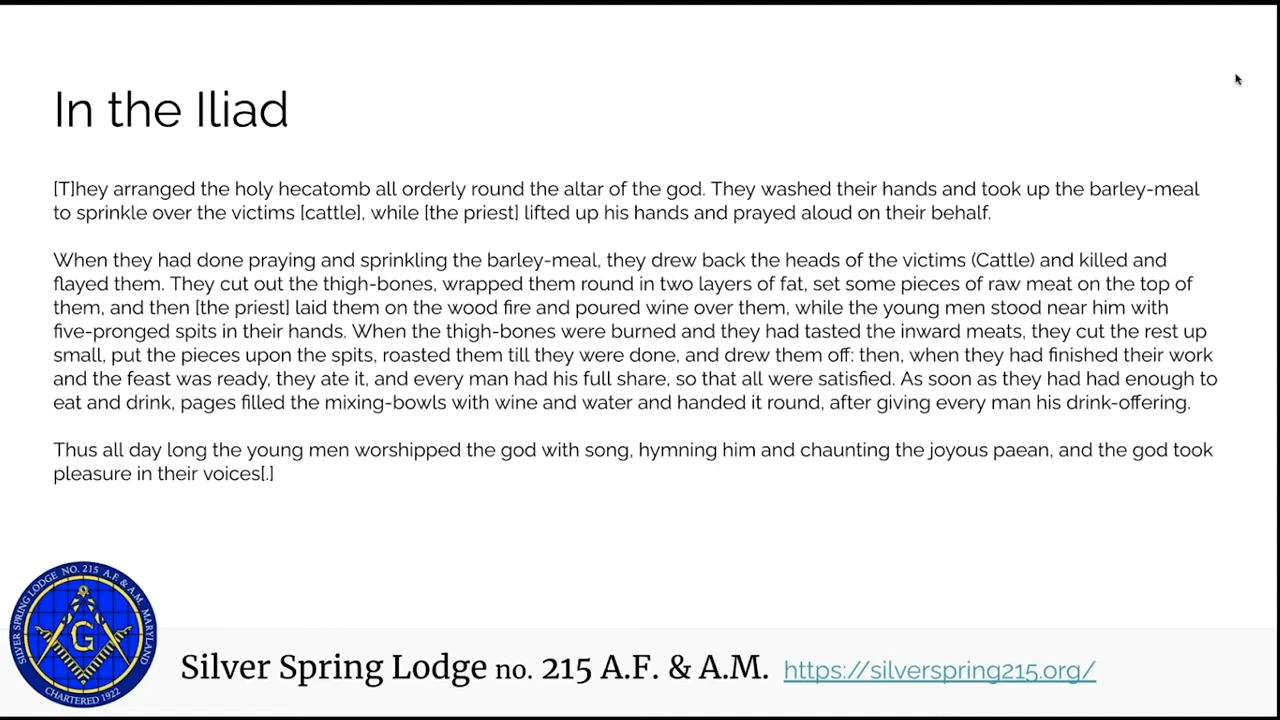 In the Iliad
[T]hey arranged the holy hecatomb all orderly round the altar of the god. They washed their hands and took up the barley-meal
to sprinkle over the victims [cattle], while [the priest] lifted up his hands and prayed aloud on their behalf.
When they had done praying and sprinkling the barley-meal, they drew back the heads of the victims (Cattle) and killed and
flayed them. They cut out the thigh-bones, wrapped them round in two layers of fat, set some pieces of raw meat on the top of
them, and then [the priest] laid them on the wood fire and poured wine over them, while the young men stood near him with
five-pronged spits in their hands. When the thigh-bones were burned and they had tasted the inward meats, they cut the rest up
small, put the pieces upon the spits, roasted them till they were done, and drew them off: then, when they had finished their work
and the feast was ready, they ate it, and every man had his full share, so that all were satisfied. As soon as they had had enough to
eat and drink, pages filled the mixing-bowls with wine and water and handed it round, after giving every man his drink-offering.
Thus all day long the young men worshipped the god with song, hymning him and chaunting the joyous paean, and the god took
pleasure in their voices[.]
SILVER SPRING LODGE NO. 215 A.F. & A.M. MARYLAND
G
CHARTERED 1922
Silver Spring Lodge no. 215 A.F. & A.M. https://silverspring215.org/